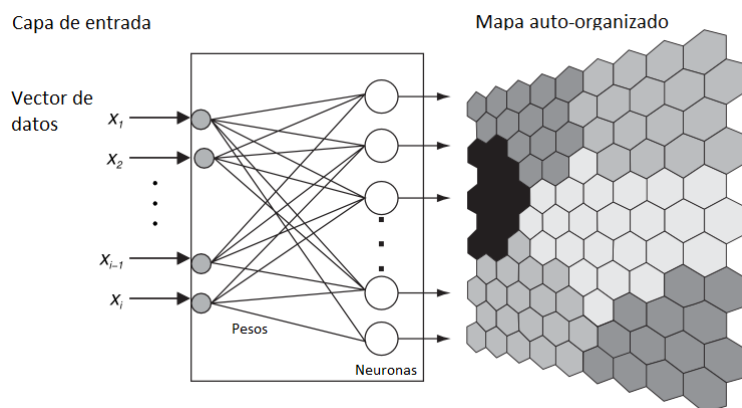 Capa de entrada
Mapa auto-organizado
Vector de
datos
x₁
x₂
xᵢ₋₁
xᵢ
Pesos
Neuronas